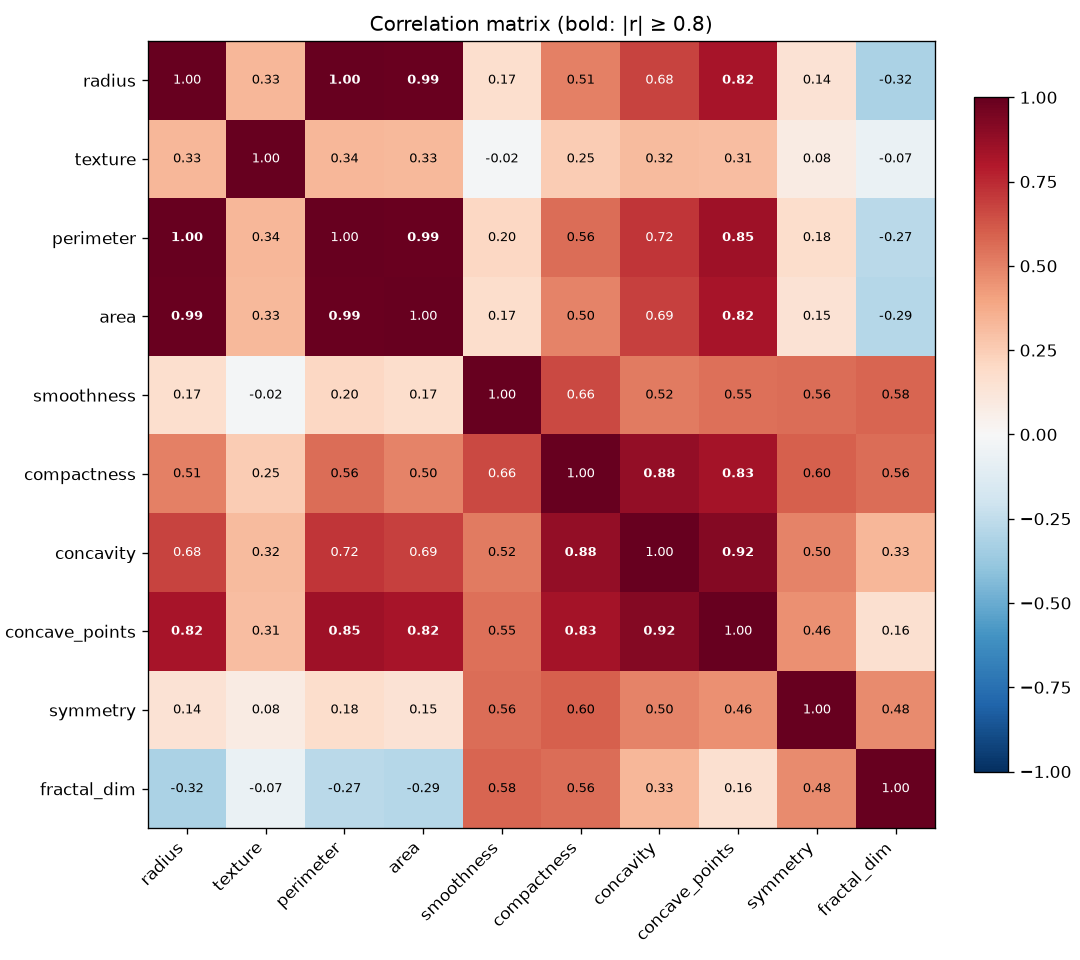 Correlation matrix (bold: |r| ≥ 0.8)
radius 1.00 0.33 1.00 0.99 0.17 0.51 0.68 0.82 0.14 -0.32
texture 0.33 1.00 0.34 0.33 -0.02 0.25 0.32 0.31 0.08 -0.07
perimeter 1.00 0.34 1.00 0.99 0.20 0.56 0.72 0.85 0.18 -0.27
area 0.99 0.33 0.99 1.00 0.17 0.50 0.69 0.82 0.15 -0.29
smoothness 0.17 -0.02 0.20 0.17 1.00 0.66 0.52 0.55 0.56 0.58
compactness 0.51 0.25 0.56 0.50 0.66 1.00 0.88 0.83 0.60 0.56
concavity 0.68 0.32 0.72 0.69 0.52 0.88 1.00 0.92 0.50 0.33
concave_points 0.82 0.31 0.85 0.82 0.55 0.83 0.92 1.00 0.46 0.16
symmetry 0.14 0.08 0.18 0.15 0.56 0.60 0.50 0.46 1.00 0.48
fractal_dim -0.32 -0.07 -0.27 -0.29 0.58 0.56 0.33 0.16 0.48 1.00
radius texture perimeter area smoothness compactness concavity concave_points symmetry fractal_dim
1.00
0.75
0.50
0.25
0.00
−0.25
−0.50
−0.75
−1.00